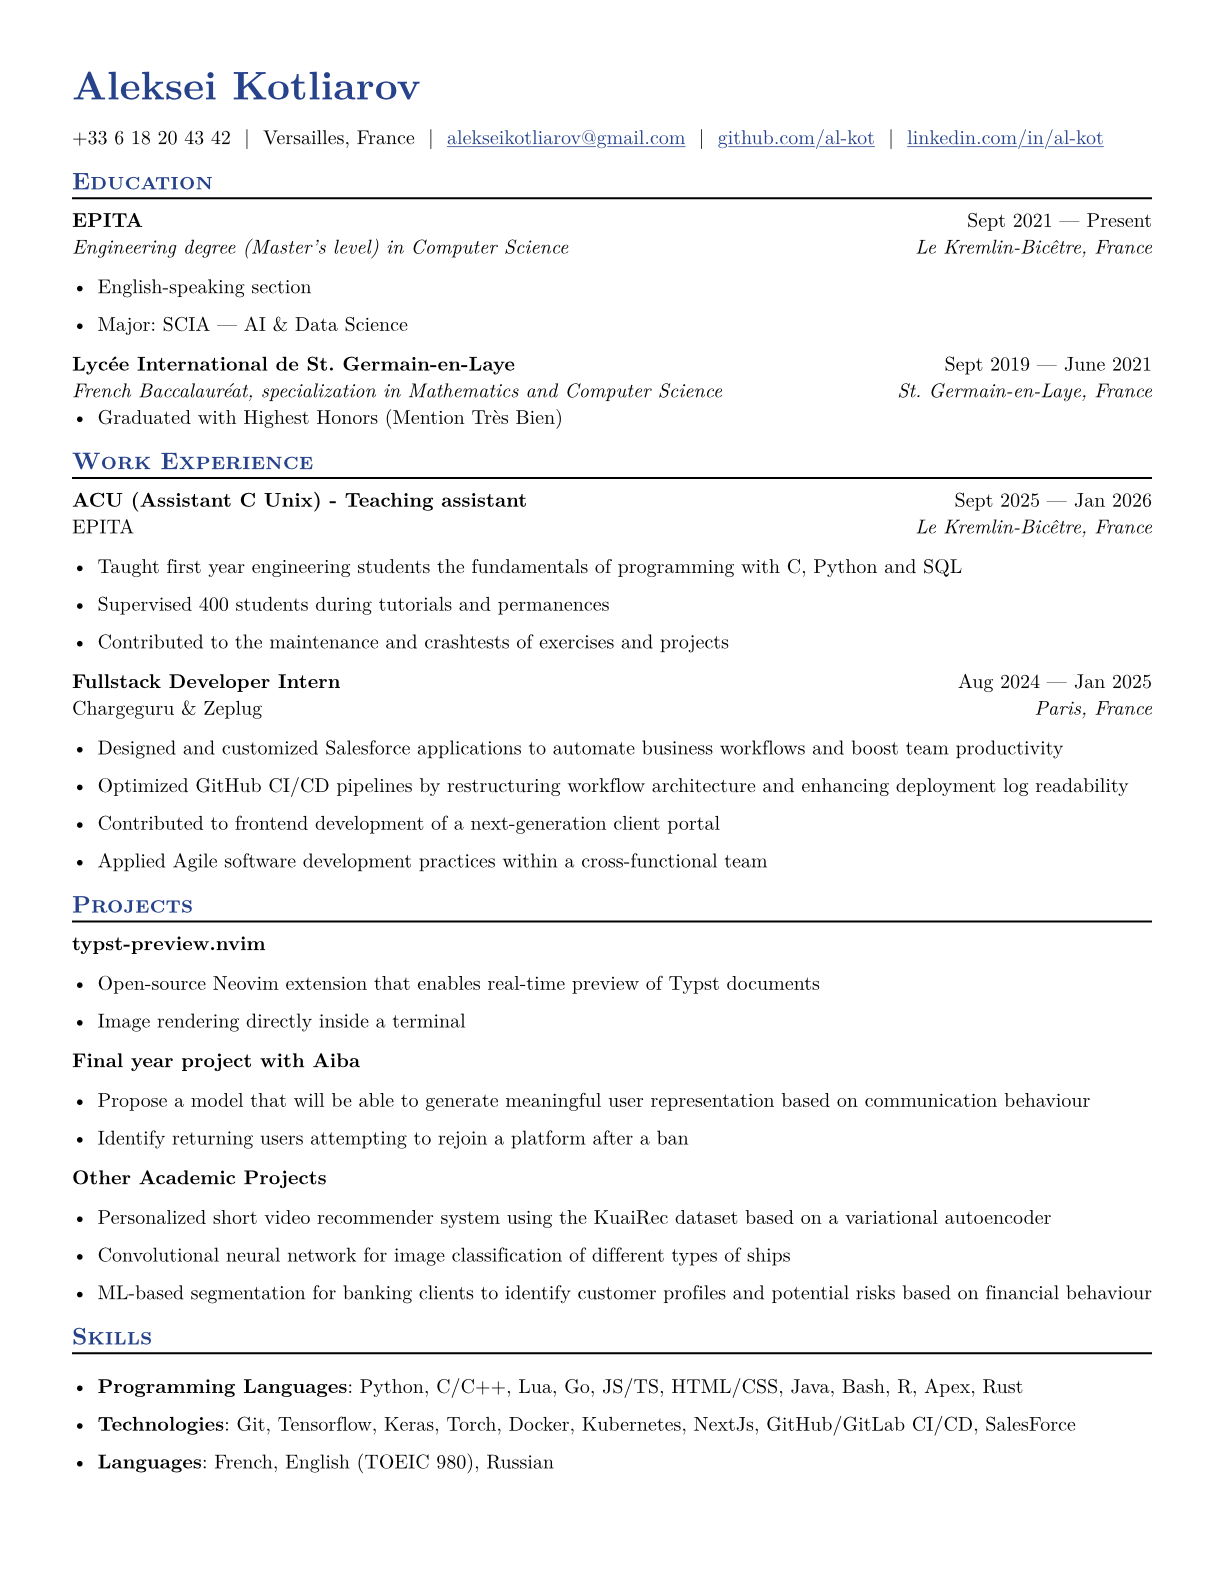 Aleksei Kotliarov
+33 6 18 20 43 42 | Versailles, France | alekseikotliarov@gmail.com | github.com/al-kot | linkedin.com/in/al-kot
Education
EPITA Sept 2021 — Present
Engineering degree (Master's level) in Computer Science Le Kremlin-Bicêtre, France
• English-speaking section
• Major: SCIA — AI & Data Science
Lycée International de St. Germain-en-Laye Sept 2019 — June 2021
French Baccalauréat, specialization in Mathematics and Computer Science St. Germain-en-Laye, France
• Graduated with Highest Honors (Mention Très Bien)
Work Experience
ACU (Assistant C Unix) - Teaching assistant Sept 2025 — Jan 2026
EPITA Le Kremlin-Bicêtre, France
• Taught first year engineering students the fundamentals of programming with C, Python and SQL
• Supervised 400 students during tutorials and permanences
• Contributed to the maintenance and crashtests of exercises and projects
Fullstack Developer Intern Aug 2024 — Jan 2025
Chargeguru & Zeplug Paris, France
• Designed and customized Salesforce applications to automate business workflows and boost team productivity
• Optimized GitHub CI/CD pipelines by restructuring workflow architecture and enhancing deployment log readability
• Contributed to frontend development of a next-generation client portal
• Applied Agile software development practices within a cross-functional team
Projects
typst-preview.nvim
• Open-source Neovim extension that enables real-time preview of Typst documents
• Image rendering directly inside a terminal
Final year project with Aiba
• Propose a model that will be able to generate meaningful user representation based on communication behaviour
• Identify returning users attempting to rejoin a platform after a ban
Other Academic Projects
• Personalized short video recommender system using the KuaiRec dataset based on a variational autoencoder
• Convolutional neural network for image classification of different types of ships
• ML-based segmentation for banking clients to identify customer profiles and potential risks based on financial behaviour
Skills
• Programming Languages: Python, C/C++, Lua, Go, JS/TS, HTML/CSS, Java, Bash, R, Apex, Rust
• Technologies: Git, Tensorflow, Keras, Torch, Docker, Kubernetes, NextJs, GitHub/GitLab CI/CD, SalesForce
• Languages: French, English (TOEIC 980), Russian